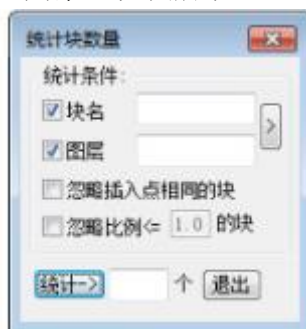 统计块数量
统计条件:
块名
>
图层
忽略插入点相同的块
忽略比例<= 1.0 的块
统计-> 个 退出